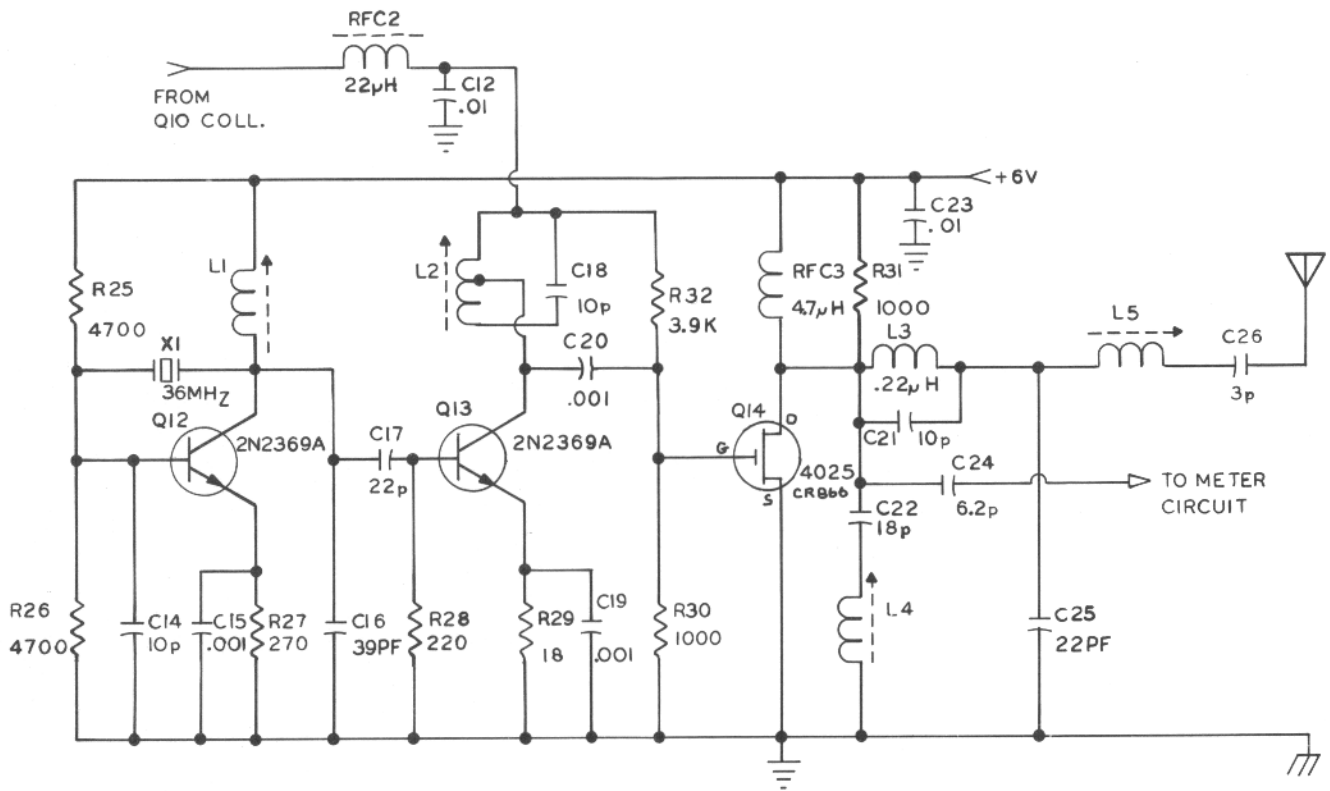 RFC2
22µH
FROM
Q10 COLL.
C12
.01
+6V
C23
.01
L1
L2
C18
10p
R25
4700
R32
3.9K
RFC3
4.7µH
R31
1000
L3
.22µH
L5
C26
3p
X1
36MHZ
C20
.001
Q12
2N2369A
C17
22p
Q13
2N2369A
Q14
D
G
S
4025
CR866
C21
10p
C24
6.2p
TO METER
CIRCUIT
C22
18p
L4
R26
4700
C14
10p
C15
.001
R27
270
C16
39PF
R28
220
R29
18
C19
.001
R30
1000
C25
22PF